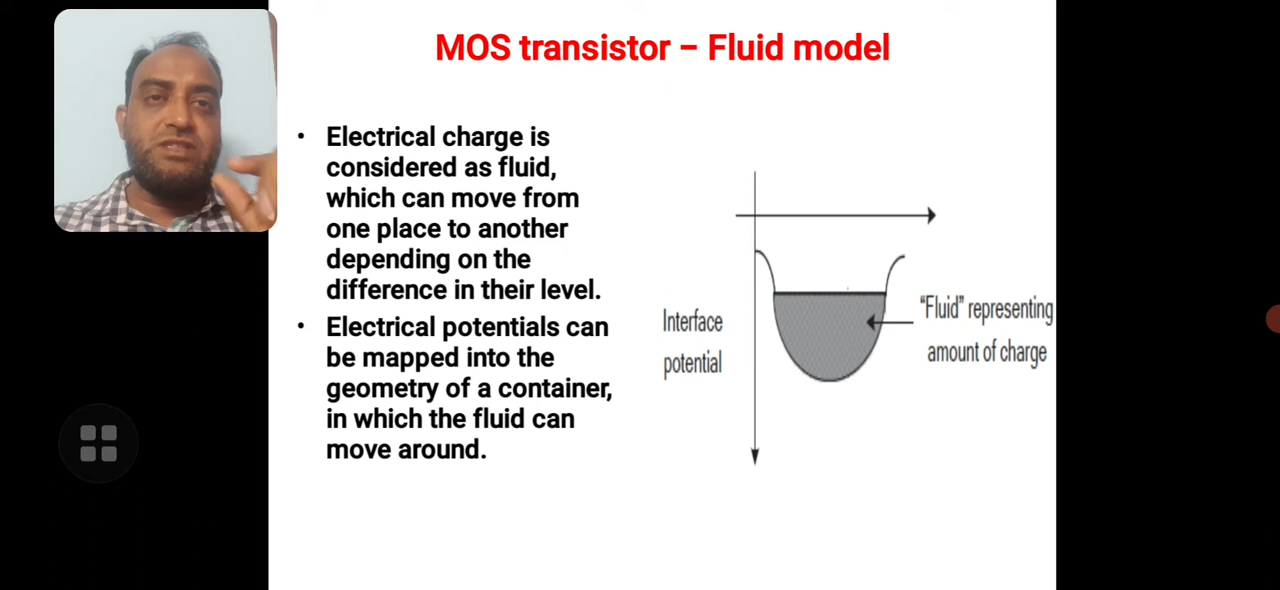 MOS transistor – Fluid model
• Electrical charge is
considered as fluid,
which can move from
one place to another
depending on the
difference in their level.
• Electrical potentials can
be mapped into the
geometry of a container,
in which the fluid can
move around.
Interface
potential
“Fluid” representing
amount of charge